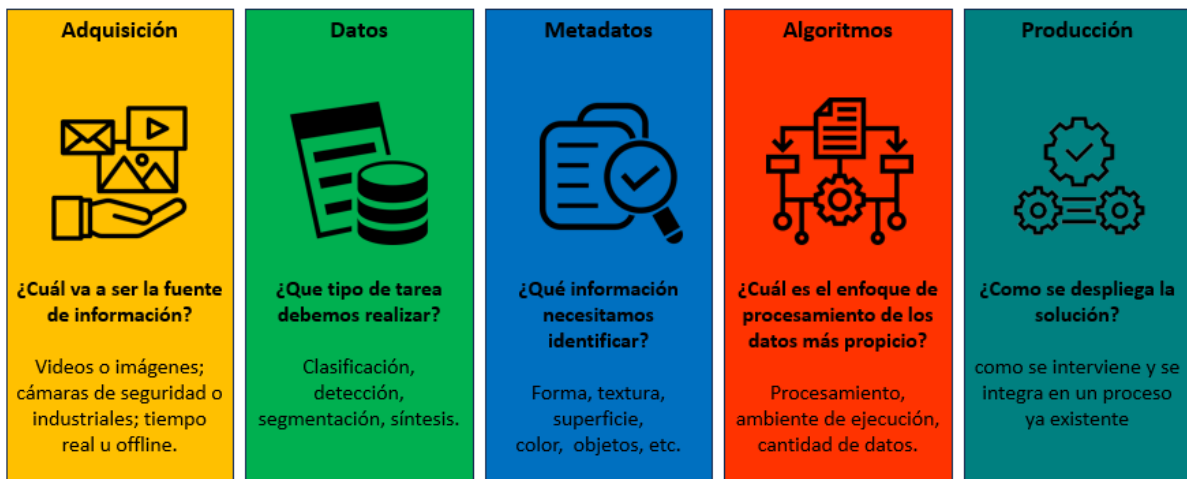 Adquisición
¿Cuál va a ser la fuente
de información?
Videos o imágenes;
cámaras de seguridad o
industriales; tiempo
real u offline.
Datos
¿Que tipo de tarea
debemos realizar?
Clasificación,
detección,
segmentación, síntesis.
Metadatos
¿Qué información
necesitamos
identificar?
Forma, textura,
superficie,
color, objetos, etc.
Algoritmos
¿Cuál es el enfoque de
procesamiento de los
datos más propicio?
Procesamiento,
ambiente de ejecución,
cantidad de datos.
Producción
¿Como se despliega la
solución?
como se interviene y se
integra en un proceso
ya existente